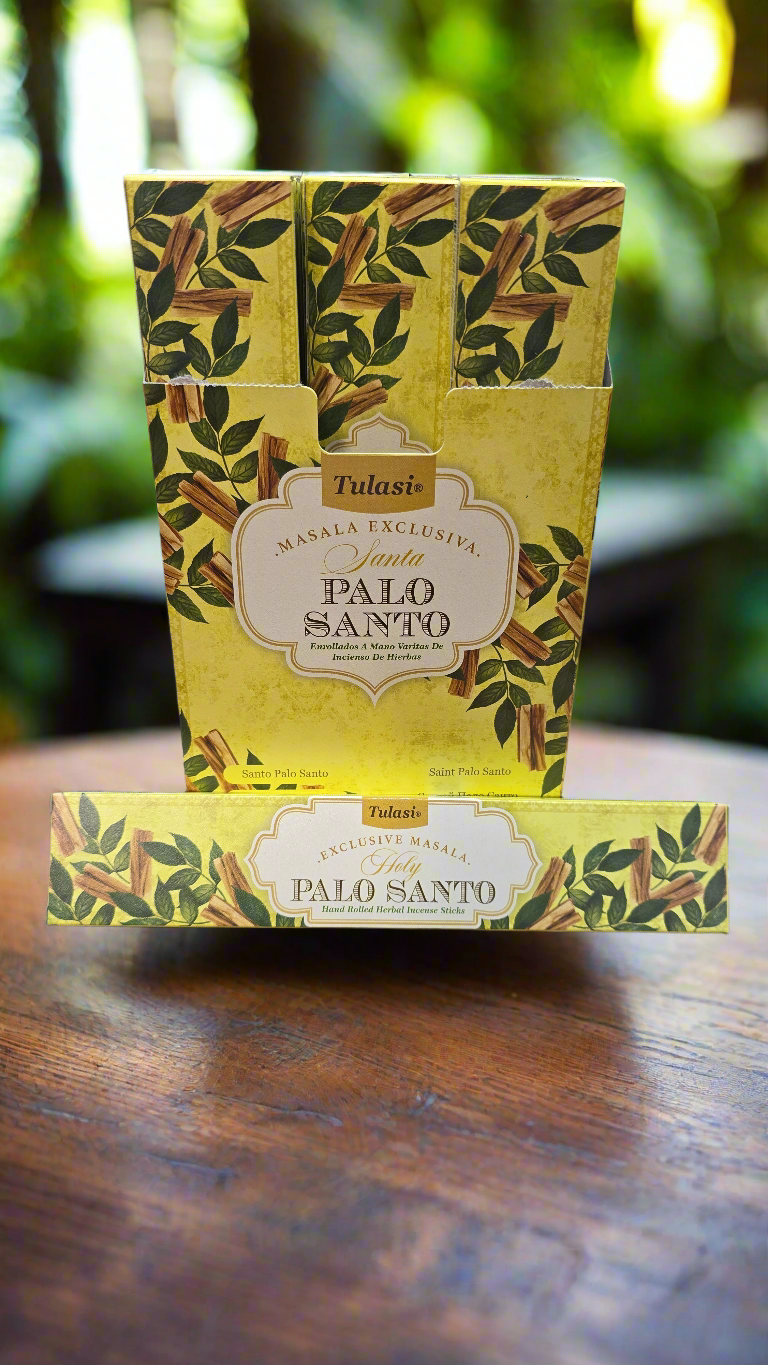 Tulasi®
MASALA EXCLUSIVA
Santa
PALO
SANTO
Enrollados A Mano Varitas De
Incienso De Hierbas
Santo Palo Santo
Saint Palo Santo
Tulasi®
EXCLUSIVE MASALA
Holy
PALO SANTO
Hand Rolled Herbal Incense Sticks